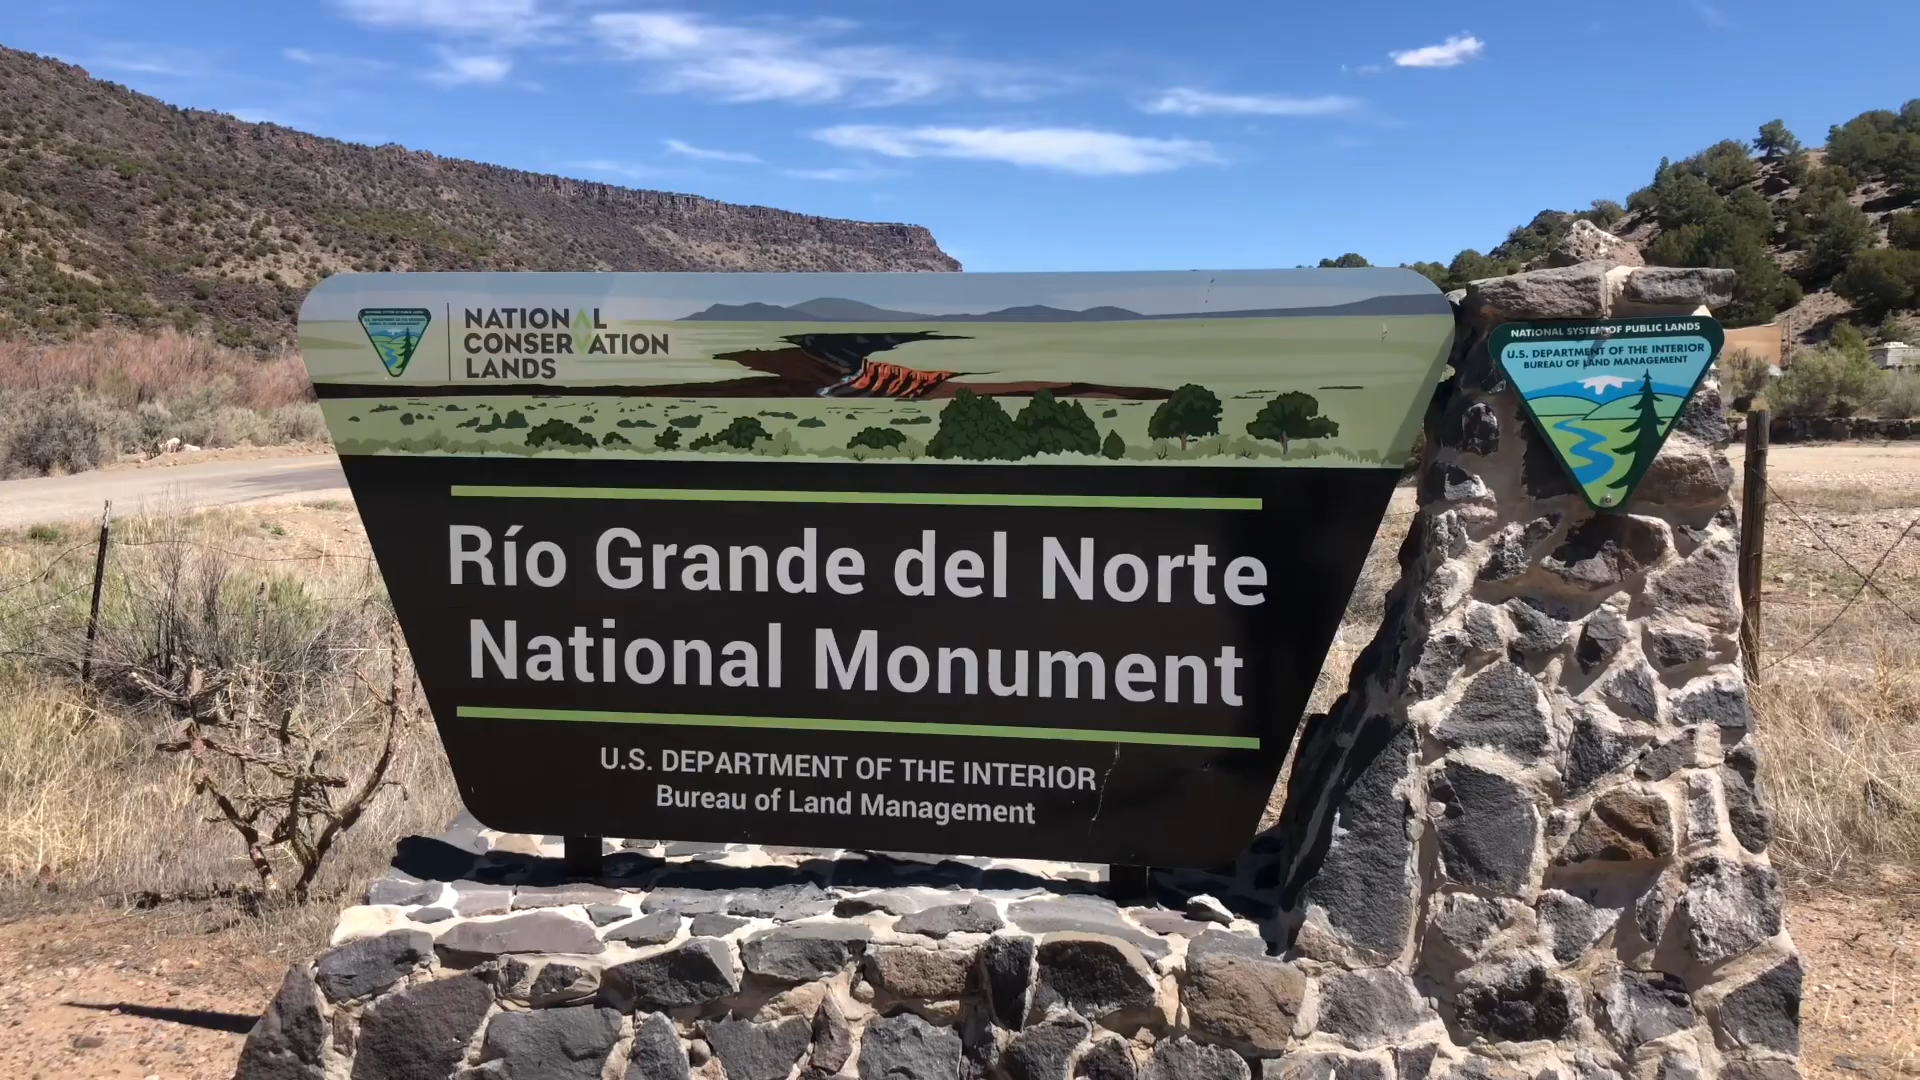 NATIONAL
CONSERVATION
LANDS
NATIONAL SYSTEM OF PUBLIC LANDS
U.S. DEPARTMENT OF THE INTERIOR
BUREAU OF LAND MANAGEMENT
Río Grande del Norte
National Monument
U.S. DEPARTMENT OF THE INTERIOR
Bureau of Land Management